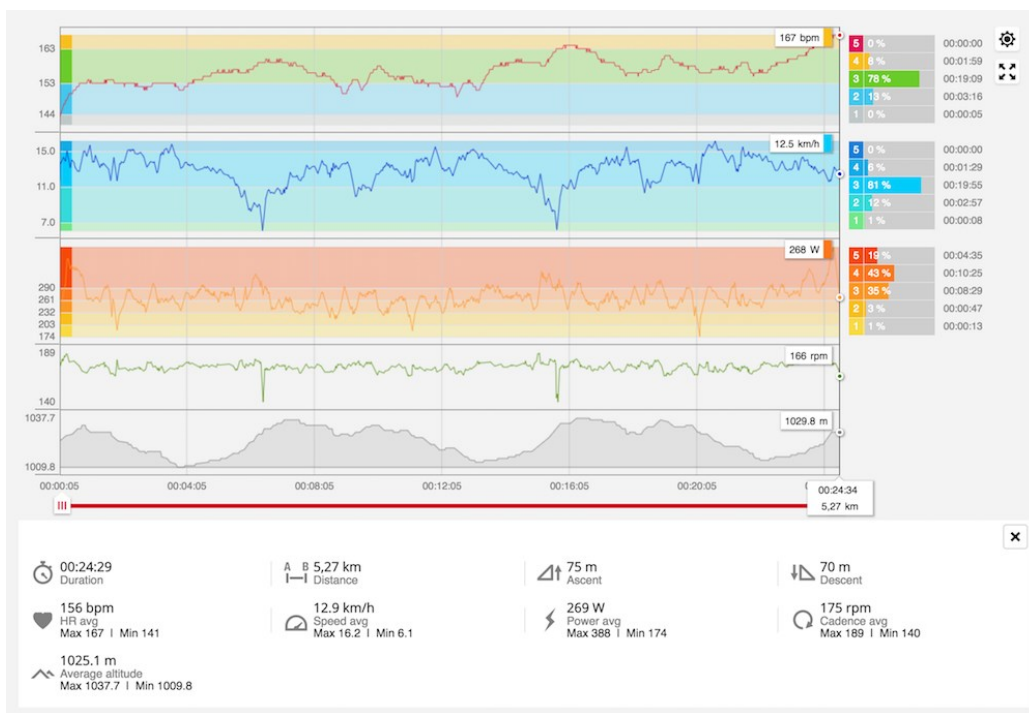 163
153
144
167 bpm
5 0 % 00:00:00
4 8 % 00:01:59
3 78 % 00:19:09
2 13 % 00:03:16
1 0 % 00:00:05
15.0
11.0
7.0
12.5 km/h
5 0 % 00:00:00
4 6 % 00:01:29
3 81 % 00:19:55
2 12 % 00:02:57
1 1 % 00:00:08
290
261
232
203
174
268 W
5 19 % 00:04:35
4 43 % 00:10:25
3 35 % 00:08:29
2 3 % 00:00:47
1 1 % 00:00:13
189
140
166 rpm
1037.7
1009.8
1029.8 m
00:00:05 00:04:05 00:08:05 00:12:05 00:16:05 00:20:05
00:24:34
5,27 km
00:24:29
Duration
A B 5,27 km
Distance
75 m
Ascent
70 m
Descent
156 bpm
HR avg
Max 167 | Min 141
12.9 km/h
Speed avg
Max 16.2 | Min 6.1
269 W
Power avg
Max 388 | Min 174
175 rpm
Cadence avg
Max 189 | Min 140
1025.1 m
Average altitude
Max 1037.7 | Min 1009.8